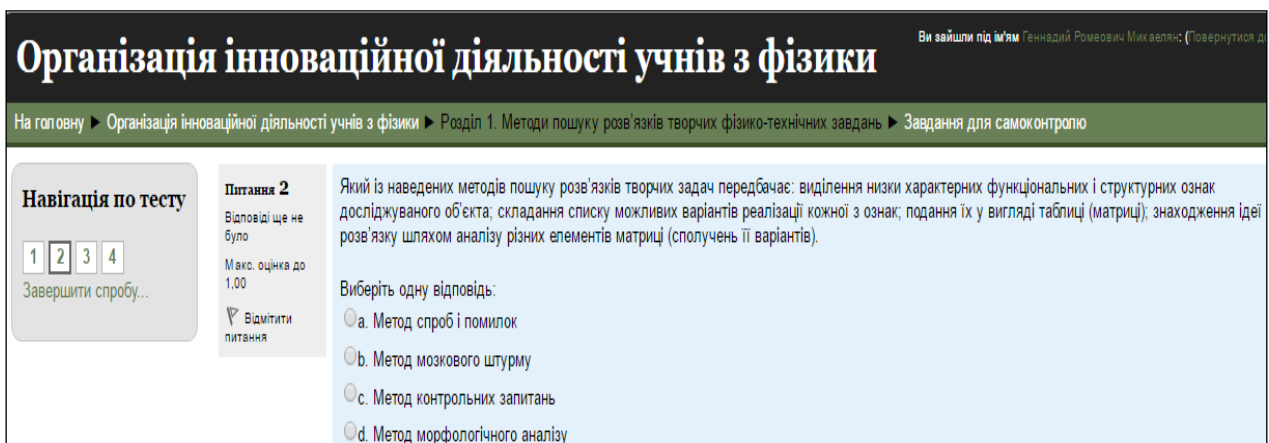 Організація інноваційної діяльності учнів з фізики
Ви зайшли під ім'ям Геннадий Ромеович Микаелян: (Повернутися до
На головну ► Організація інноваційної діяльності учнів з фізики ► Розділ 1. Методи пошуку розв'язків творчих фізико-технічних завдань ► Завдання для самоконтролю
Навігація по тесту
1 2 3 4
Завершити спробу...
Питання 2
Відповіді ще не
було
Макс. оцінка до
1,00
Відмітити
питання
Який із наведених методів пошуку розв'язків творчих задач передбачає: виділення низки характерних функціональних і структурних ознак
досліджуваного об'єкта; складання списку можливих варіантів реалізації кожної з ознак; подання їх у вигляді таблиці (матриці); знаходження ідеї
розв'язку шляхом аналізу різних елементів матриці (сполучень її варіантів).
Виберіть одну відповідь:
a. Метод спроб і помилок
b. Метод мозкового штурму
c. Метод контрольних запитань
d. Метод морфологічного аналізу